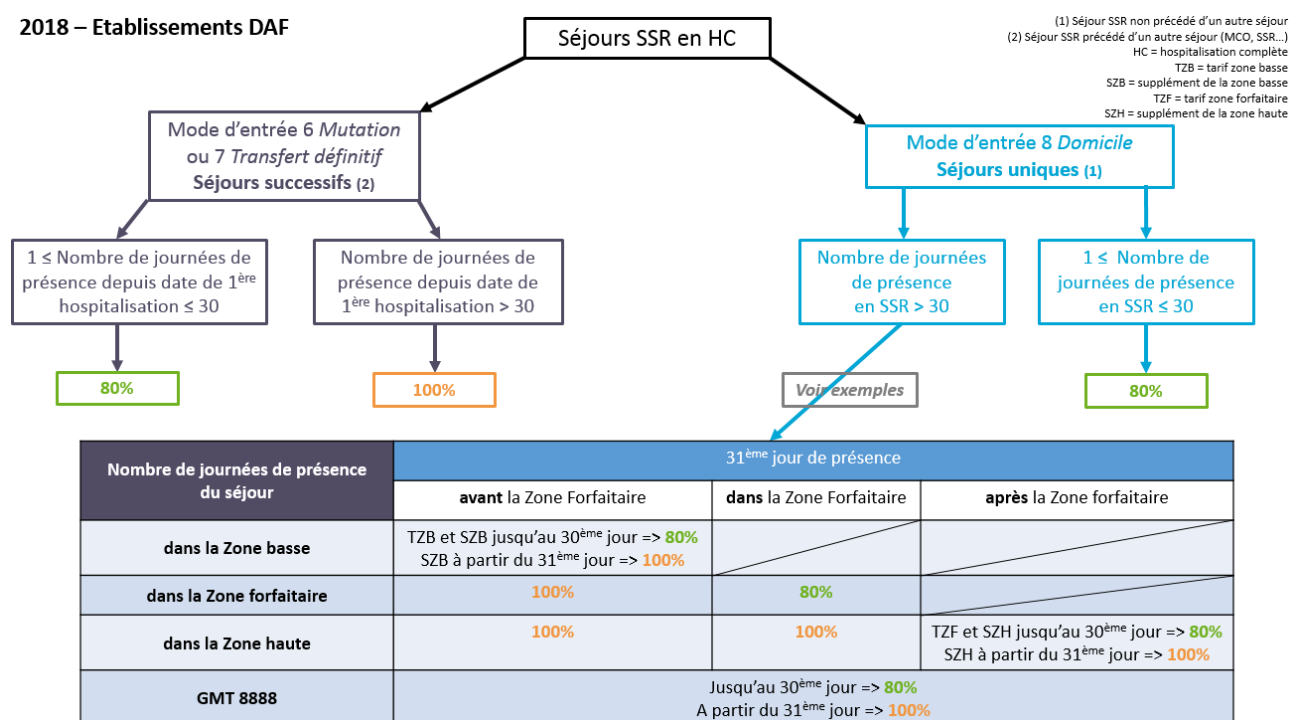 2018 – Etablissements DAF
Séjours SSR en HC
(1) Séjour SSR non précédé d'un autre séjour
(2) Séjour SSR précédé d'un autre séjour (MCO, SSR...)
HC = hospitalisation complète
TZB = tarif zone basse
SZB = supplément de la zone basse
TZF = tarif zone forfaitaire
SZH = supplément de la zone haute
Mode d'entrée 6 Mutation
ou 7 Transfert définitif
Séjours successifs (2)
Mode d'entrée 8 Domicile
Séjours uniques (1)
1 ≤ Nombre de journées de
présence depuis date de 1ère
hospitalisation ≤ 30
Nombre de journées de
présence depuis date de
1ère hospitalisation > 30
Nombre de journées
de présence
en SSR > 30
1 ≤ Nombre de
journées de présence
en SSR ≤ 30
80%
100%
Voir exemples
80%
Nombre de journées de présence
du séjour
31ème jour de présence
avant la Zone Forfaitaire
dans la Zone Forfaitaire
après la Zone forfaitaire
dans la Zone basse
TZB et SZB jusqu'au 30ème jour => 80%
SZB à partir du 31ème jour => 100%
dans la Zone forfaitaire
100%
80%
dans la Zone haute
100%
100%
TZF et SZH jusqu'au 30ème jour => 80%
SZH à partir du 31ème jour => 100%
GMT 8888
Jusqu'au 30ème jour => 80%
A partir du 31ème jour => 100%